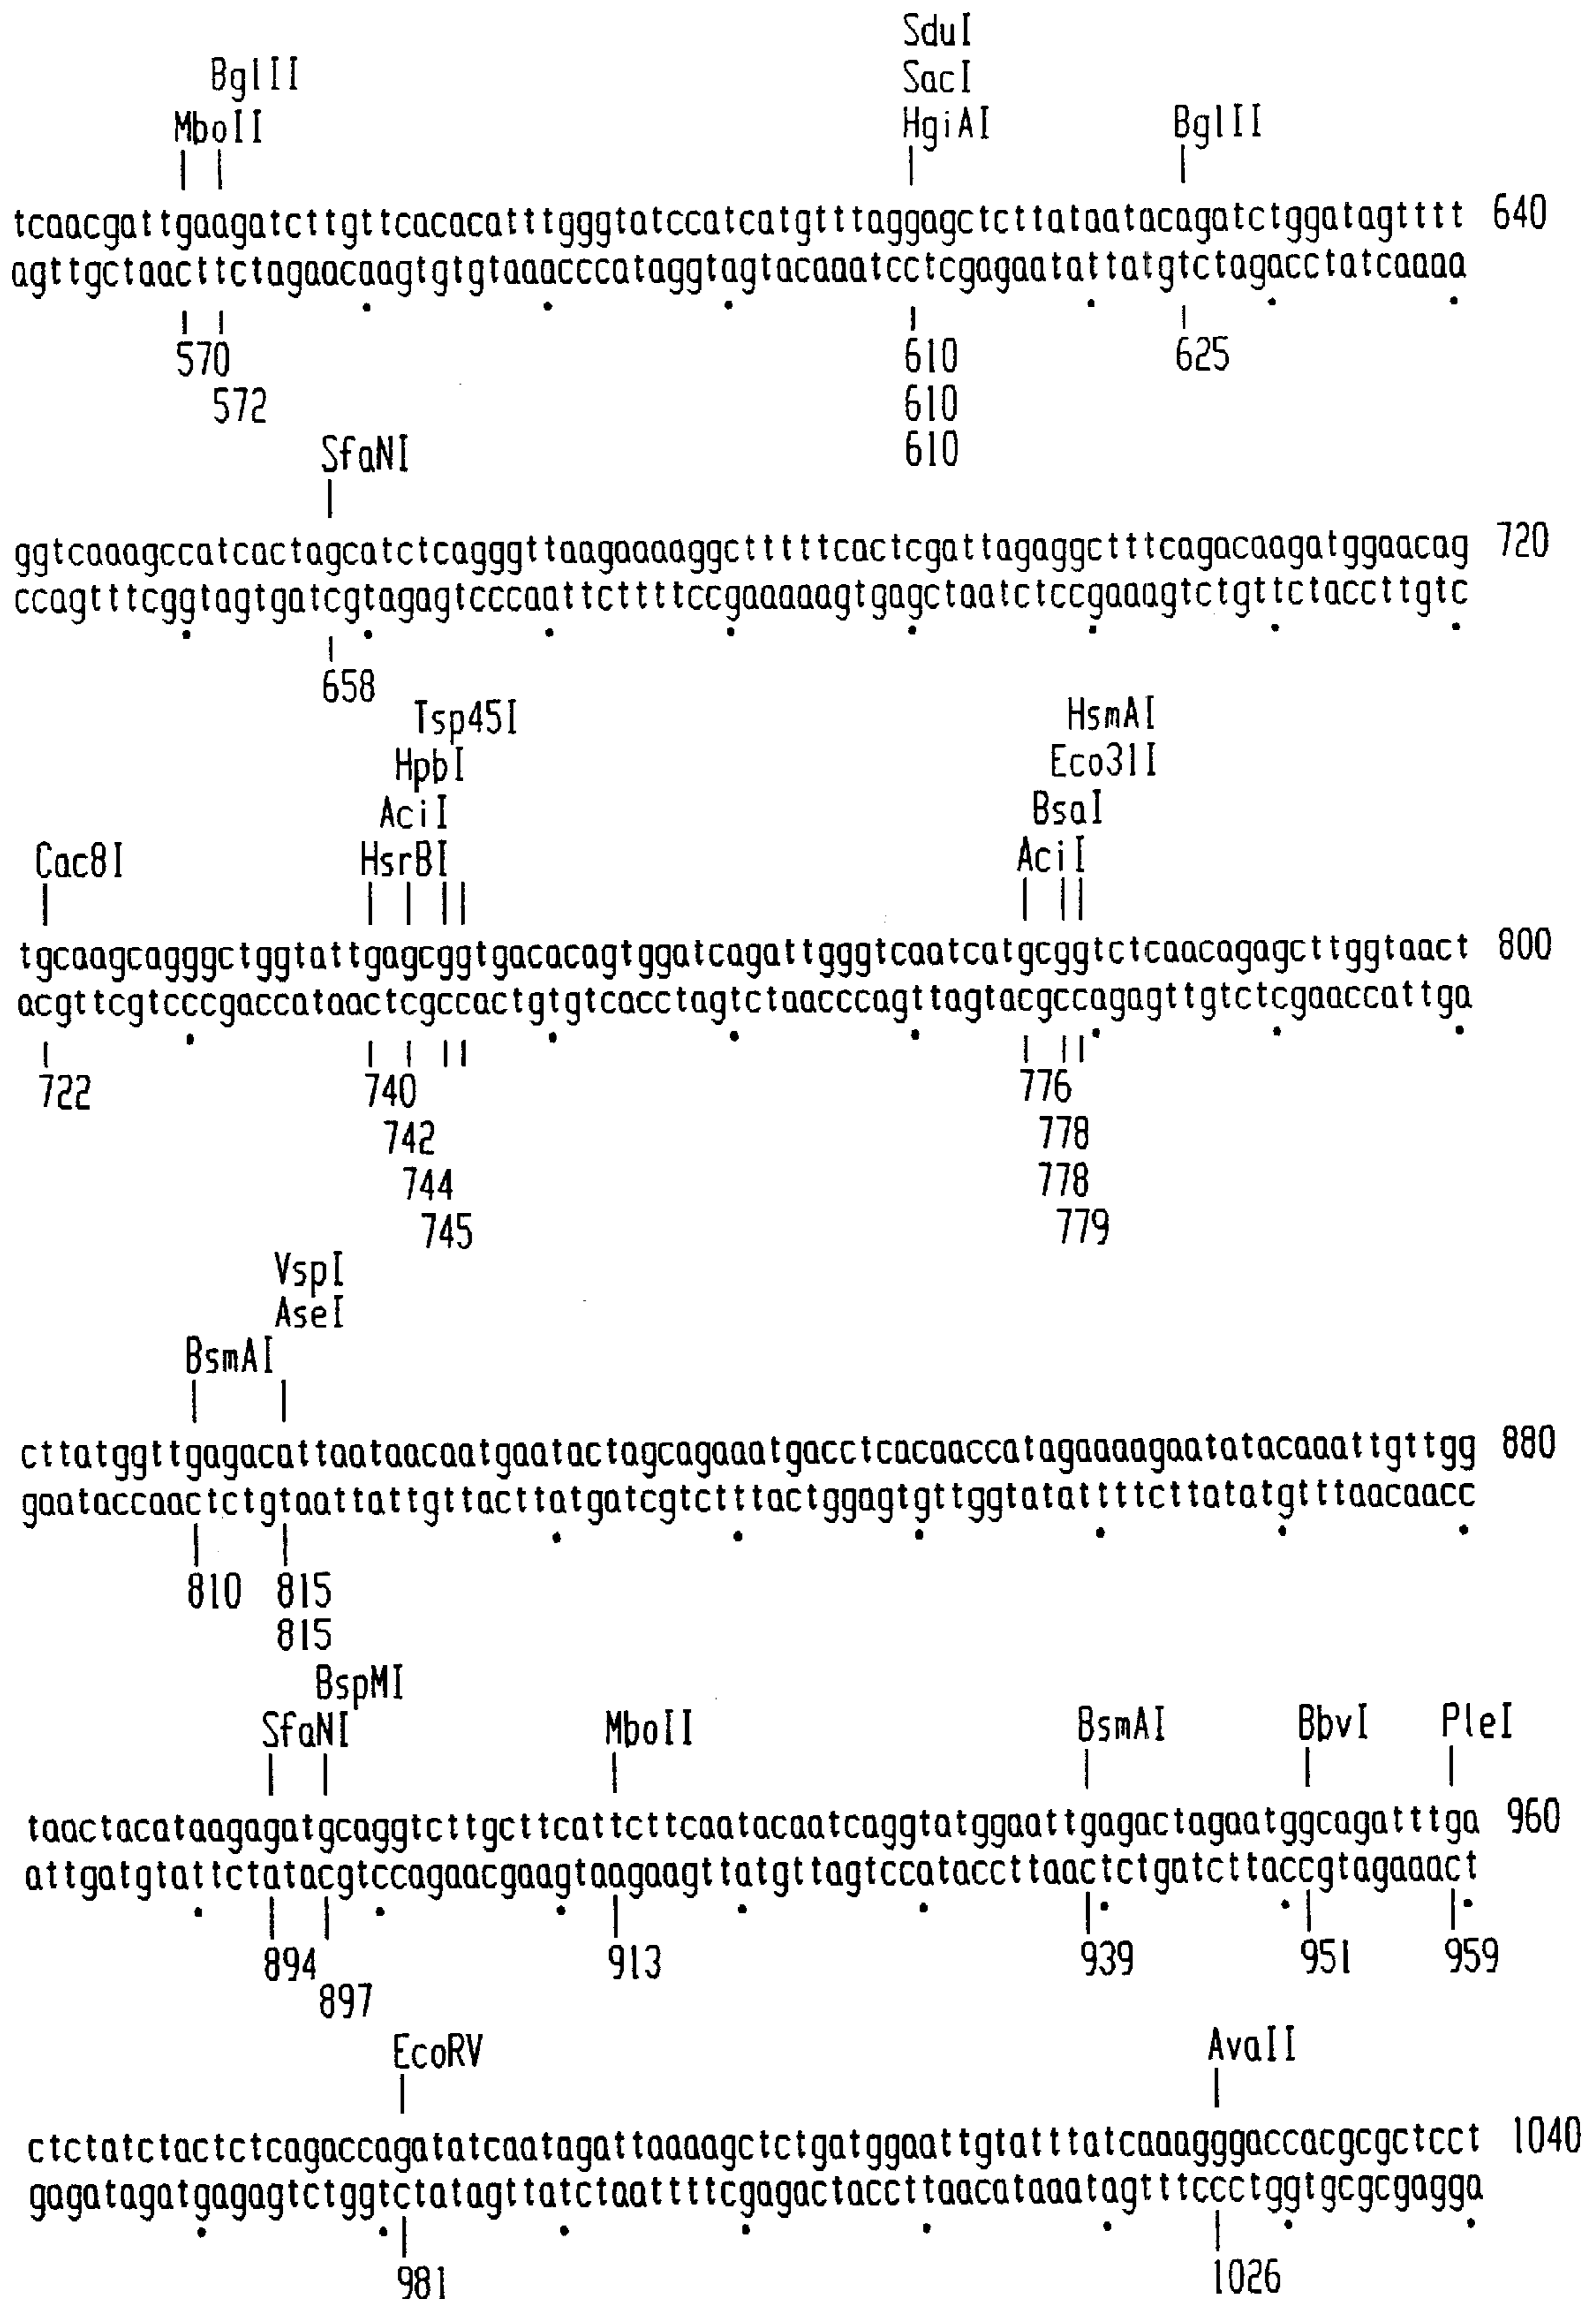 SduI
BglII SacI
MboII HgiAI BglII
tcaacgattgaagatcttgttcacacatttgggtatccatcatgtttaggagctcttataatacagatctggatagtttt 640
agttgctaacttctagaacaagtgtgtaaacccataggtagtacaaatcctcgagaatattatgtctagacctatcaaaa
570 610 625
572 610
610
SfaNI
ggtcaaagccatcactagcatctcagggttaagaaaaggctttttcactcgattagaggctttcagacaagatggaacag 720
ccagtttcggtagtgatcgtagagtcccaattcttttccgaaaaagtgagctaatctccgaaagtctgttctaccttgtc
658
Tsp45I HsmAI
HpbI Eco31I
AciI BsaI
Cac8I HsrBI AciI
tgcaagcagggctggtattgagcggtgacacagtggatcagattgggtcaatcatgcggtctcaacagagcttggtaact 800
acgttcgtcccgaccataactcgccactgtgtcacctagtctaacccagttagtacgccagagttgtctcgaaccattga
722 740 776
742 778
744 778
745 779
VspI
AseI
BsmAI
cttatggttgagacattaataacaatgaatactagcagaaatgacctcacaaccatagaaaagaatatacaaattgttgg 880
gaataccaactctgtaattattgttacttatgatcgtctttactggagtgttggtatattttcttatatgtttaacaacc
810 815
815
BspMI
SfaNI MboII BsmAI BbvI PleI
taactacataagagatgcaggtcttgcttcattcttcaatacaatcaggtatggaattgagactagaatggcagatttga 960
attgatgtattctatacgtccagaacgaagtaagaagttatgttagtccataccttaactctgatcttaccgtagaaact
894 913 939 951 959
897
EcoRV AvaII
ctctatctactctcagaccagatatcaatagattaaaagctctgatggaattgtatttatcaaagggaccacgcgctcct 1040
gagatagatgagagtctggtctatagttatctaattttcgagactaccttaacataaatagtttccctggtgcgcgagga
981 1026